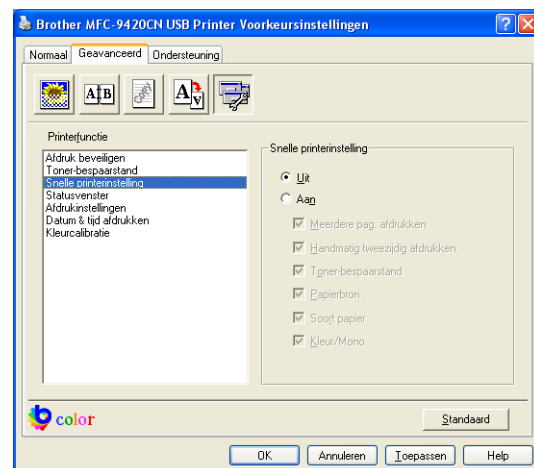 Brother MFC-9420CN USB Printer Voorkeursinstellingen
Normaal Geavanceerd Ondersteuning
A B A A
Printerfunctie
Afdruk beveiligen
Toner-bespaarstand
Snelle printerinstelling
Statusvenster
Afdrukinstellingen
Datum & tijd afdrukken
Kleurcalibratie
Snelle printerinstelling
Uit
Aan
Meerdere pag. afdrukken
Handmatig tweezijdig afdrukken
Toner-bespaarstand
Papierbron
Soort papier
Kleur/Mono
color
Standaard
OK Annuleren Toepassen Help